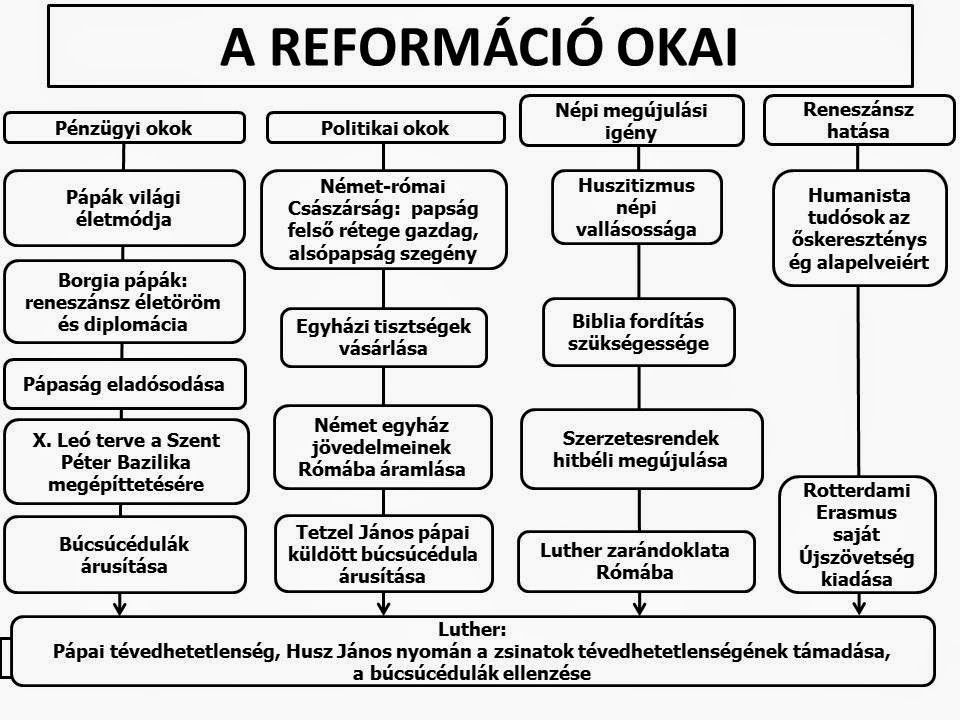 A REFORMÁCIÓ OKAI
Pénzügyi okok
Pápák világi
életmódja
Borgia pápák:
reneszánsz életöröm
és diplomácia
Pápaság eladósodása
X. Leó terve a Szent
Péter Bazilika
megépíttetésére
Búcsúcédulák
árusítása
Politikai okok
Német-római
Császárság: papság
felső rétege gazdag,
alsópapság szegény
Egyházi tisztségek
vásárlása
Német egyház
jövedelmeinek
Rómába áramlása
Tetzel János pápai
küldött búcsúcédula
árusítása
Népi megújulási
igény
Huszitizmus
népi
vallásossága
Biblia fordítás
szükségessége
Szerzetesrendek
hitbéli megújulása
Luther zarándoklata
Rómába
Reneszánsz
hatása
Humanista
tudósok az
őskereszténys
ég alapelveiért
Rotterdami
Erasmus
saját
Újszövetség
kiadása
Luther:
Pápai tévedhetetlenség, Husz János nyomán a zsinatok tévedhetetlenségének támadása,
a búcsúcédulák ellenzése